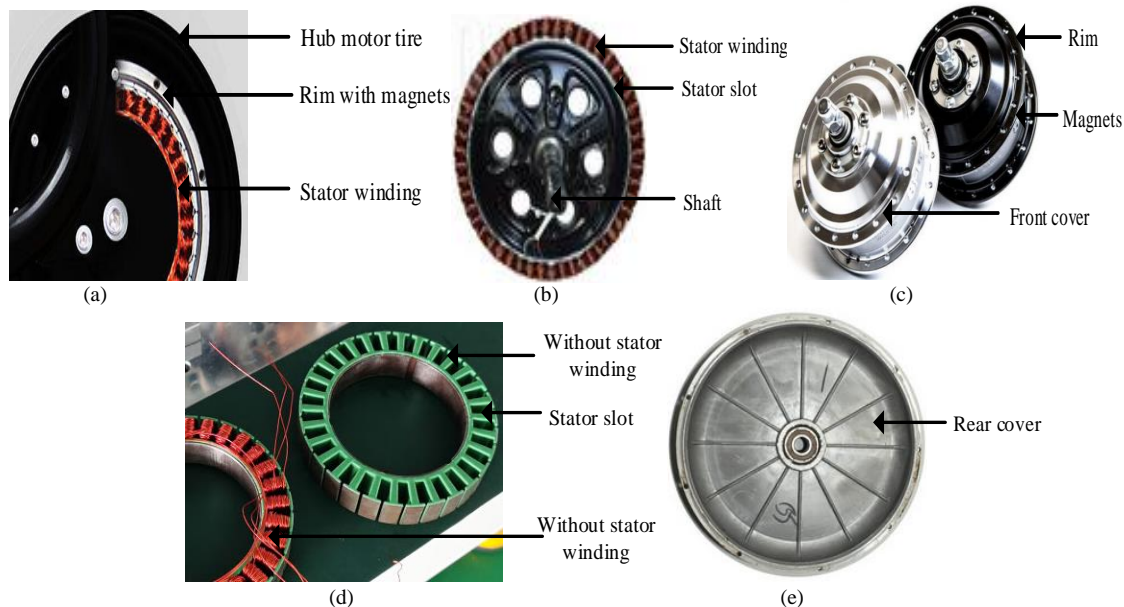 Hub motor tire
Rim with magnets
Stator winding
(a)
Stator winding
Stator slot
Shaft
(b)
Rim
Magnets
Front cover
(c)
Without stator
winding
Stator slot
Without stator
winding
(d)
Rear cover
(e)